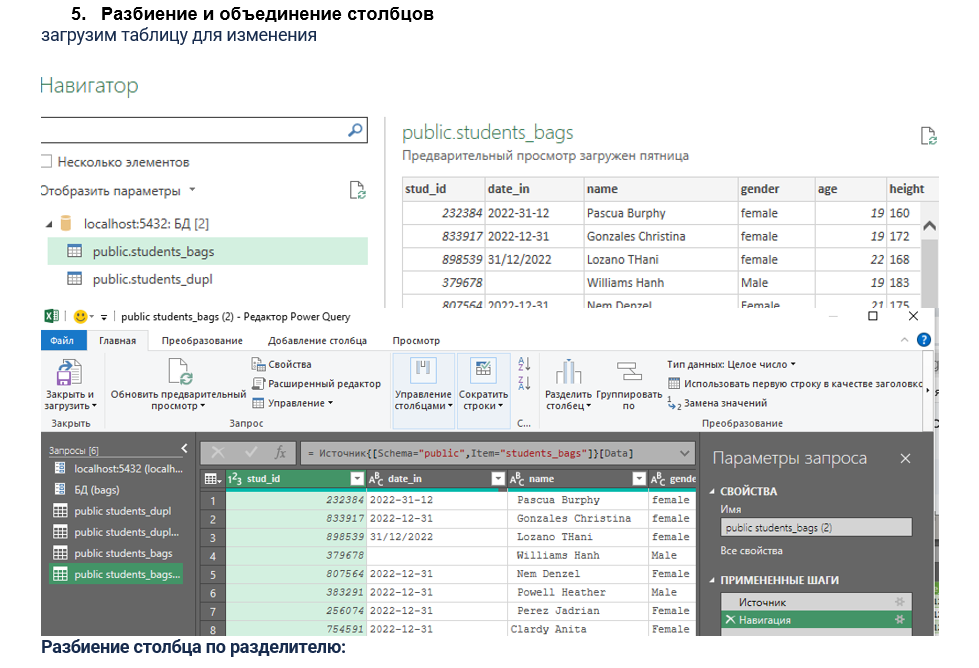 5. Разбиение и объединение столбцов
загрузим таблицу для изменения
Навигатор
Несколько элементов
Отобразить параметры
localhost:5432: БД [2]
public.students_bags
public.students_dupl
public.students_bags
Предварительный просмотр загружен пятница
stud_id date_in name gender age height
232384 2022-31-12 Pascua Burphy female 19 160
833917 2022-12-31 Gonzales Christina female 19 172
898539 31/12/2022 Lozano THani female 22 168
379678 Williams Hanh Male 19 183
807564 2022-12-31 Nem Denzel Female 21 175
public students_bags (2) - Редактор Power Query
Файл Главная Преобразование Добавление столбца Просмотр
Закрыть и загрузить
Закрыть
Обновить предварительный просмотр
Свойства
Расширенный редактор
Управление
Запрос
Управление столбцами
Сократить строки
С...
Разделить столбец
Группировать по
Тип данных: Целое число
Использовать первую строку в качестве заголовко
Замена значений
Преобразование
Запросы [6]
localhost:5432 (localh...
БД (bags)
public students_dupl
public students_dupl...
public students_bags
public students_bags...
= Источник{[Schema="public",Item="students_bags"]}[Data]
1²3 stud_id ABC date_in ABC name ABC gende
1 232384 2022-31-12 Pascua Burphy female
2 833917 2022-12-31 Gonzales Christina female
3 898539 31/12/2022 Lozano THani female
4 379678 Williams Hanh Male
5 807564 2022-12-31 Nem Denzel Female
6 383291 2022-12-31 Powell Heather Male
7 256074 2022-12-31 Perez Jadrian Female
8 754591 2022-12-31 Clardy Anita Female
Параметры запроса
СВОЙСТВА
Имя
public students_bags (2)
Все свойства
ПРИМЕНЕННЫЕ ШАГИ
Источник
Навигация
Разбиение столбца по разделителю: